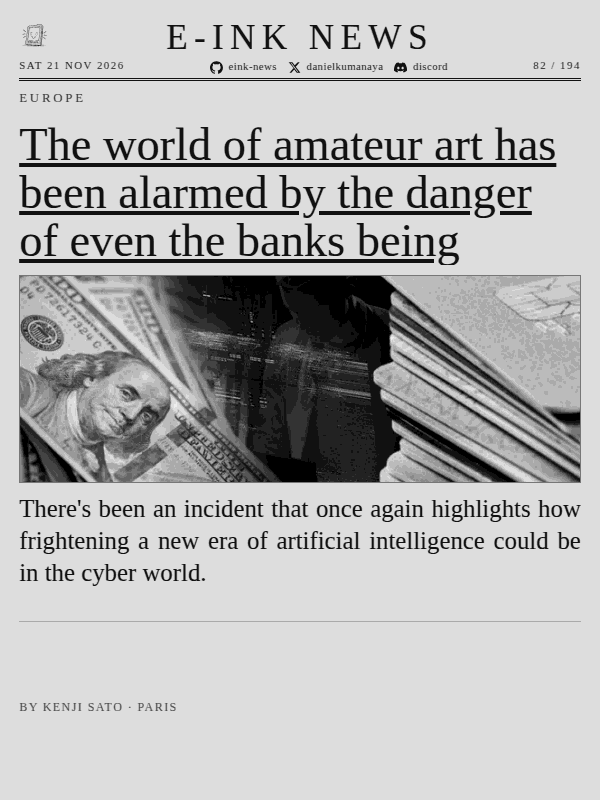 E-INK NEWS
SAT 21 NOV 2026
eink-news danielkumanaya discord
82 / 194
EUROPE
The world of amateur art has
been alarmed by the danger
of even the banks being
There's been an incident that once again highlights how
frightening a new era of artificial intelligence could be
in the cyber world.
BY KENJI SATO · PARIS